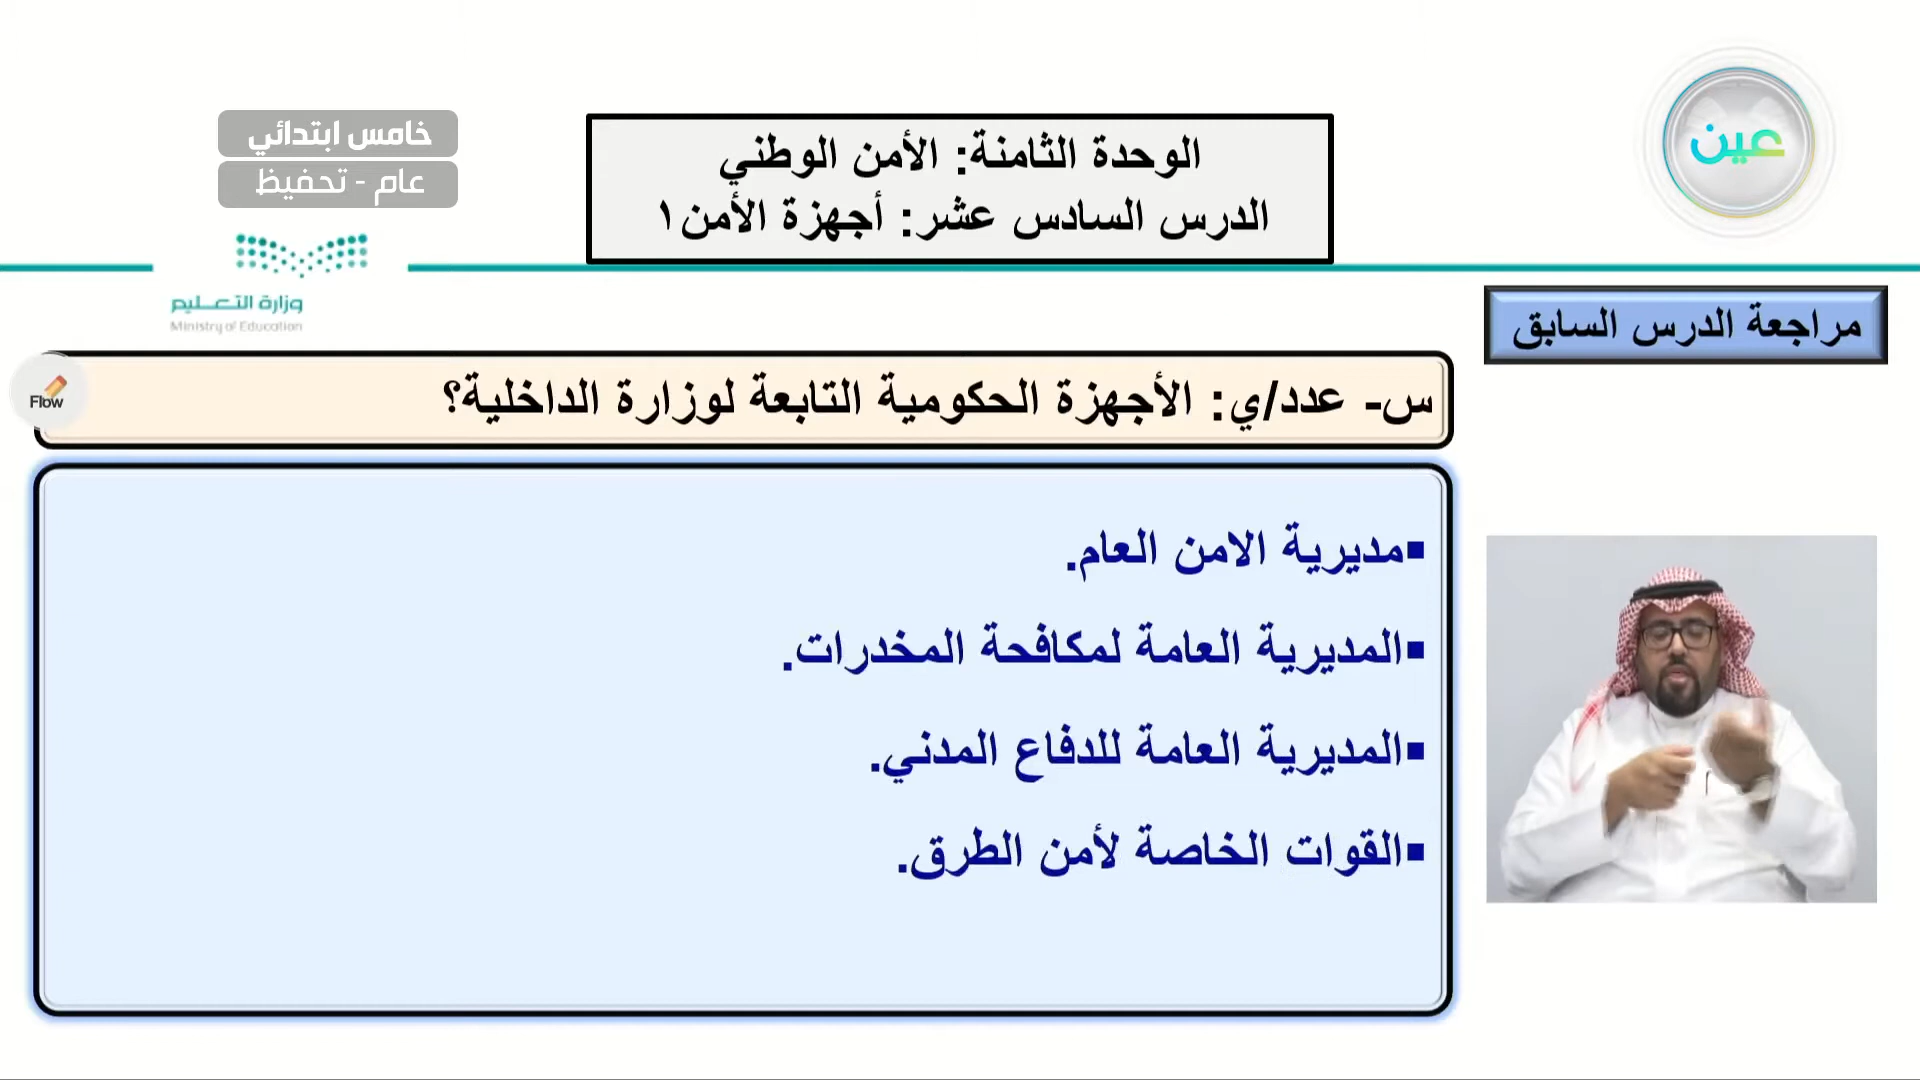 عين
خامس ابتدائي
عام - تحفيظ
الوحدة الثامنة: الأمن الوطني
الدرس السادس عشر: أجهزة الأمن ١
وزارة التعليم
Ministry of Education
مراجعة الدرس السابق
Flow
س- عدد/ي: الأجهزة الحكومية التابعة لوزارة الداخلية؟
▪مديرية الامن العام.
▪المديرية العامة لمكافحة المخدرات.
▪المديرية العامة للدفاع المدني.
▪القوات الخاصة لأمن الطرق.